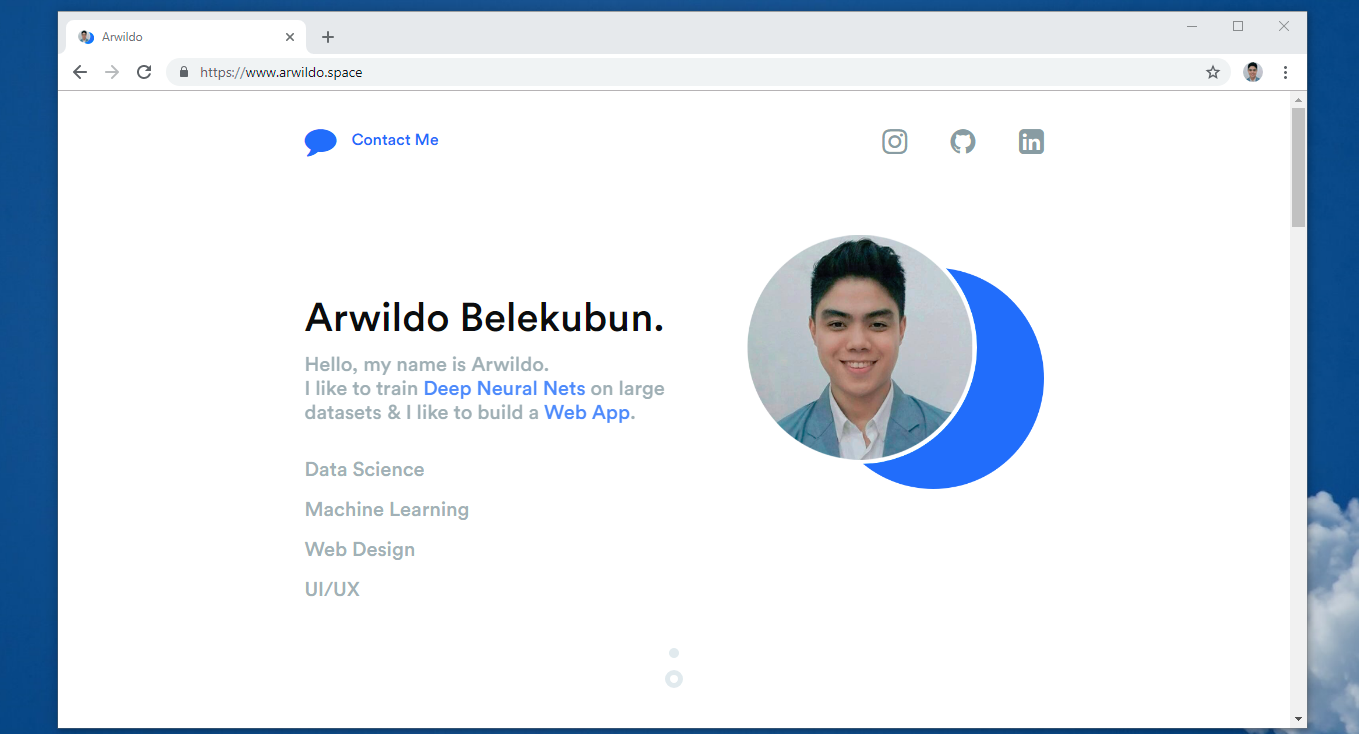 Arwildo
https://www.arwildo.space
Contact Me
Arwildo Belekubun.
Hello, my name is Arwildo.
I like to train Deep Neural Nets on large
datasets & I like to build a Web App.
Data Science
Machine Learning
Web Design
UI/UX